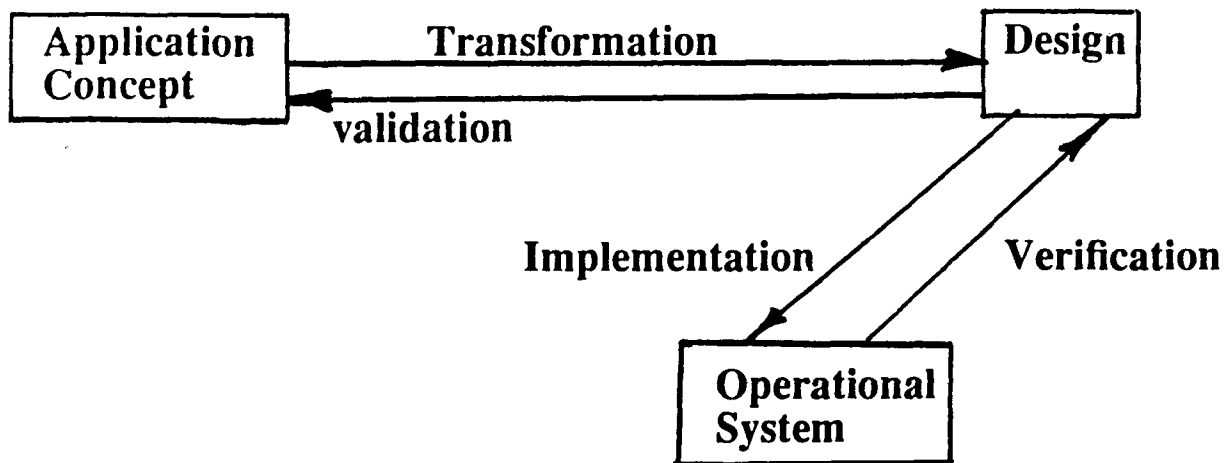 Application
Concept
Transformation
Design
validation
Implementation
Verification
Operational
System